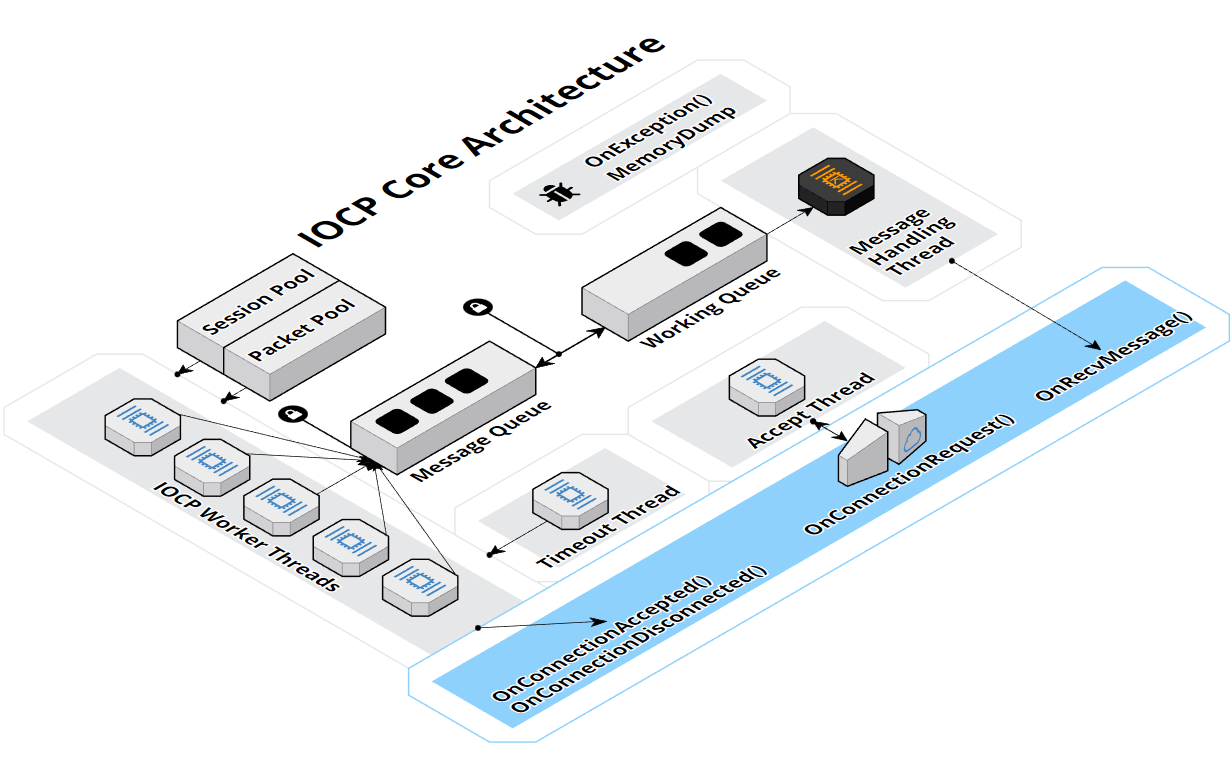 IOCP Core Architecture
OnException()
MemoryDump
Message
Handling
Thread
Session Pool
Packet Pool
Working Queue
Message Queue
OnRecvMessage()
Accept Thread
OnConnectionRequest()
IOCP Worker Threads
Timeout Thread
OnConnectionAccepted()
OnConnectionDisconnected()